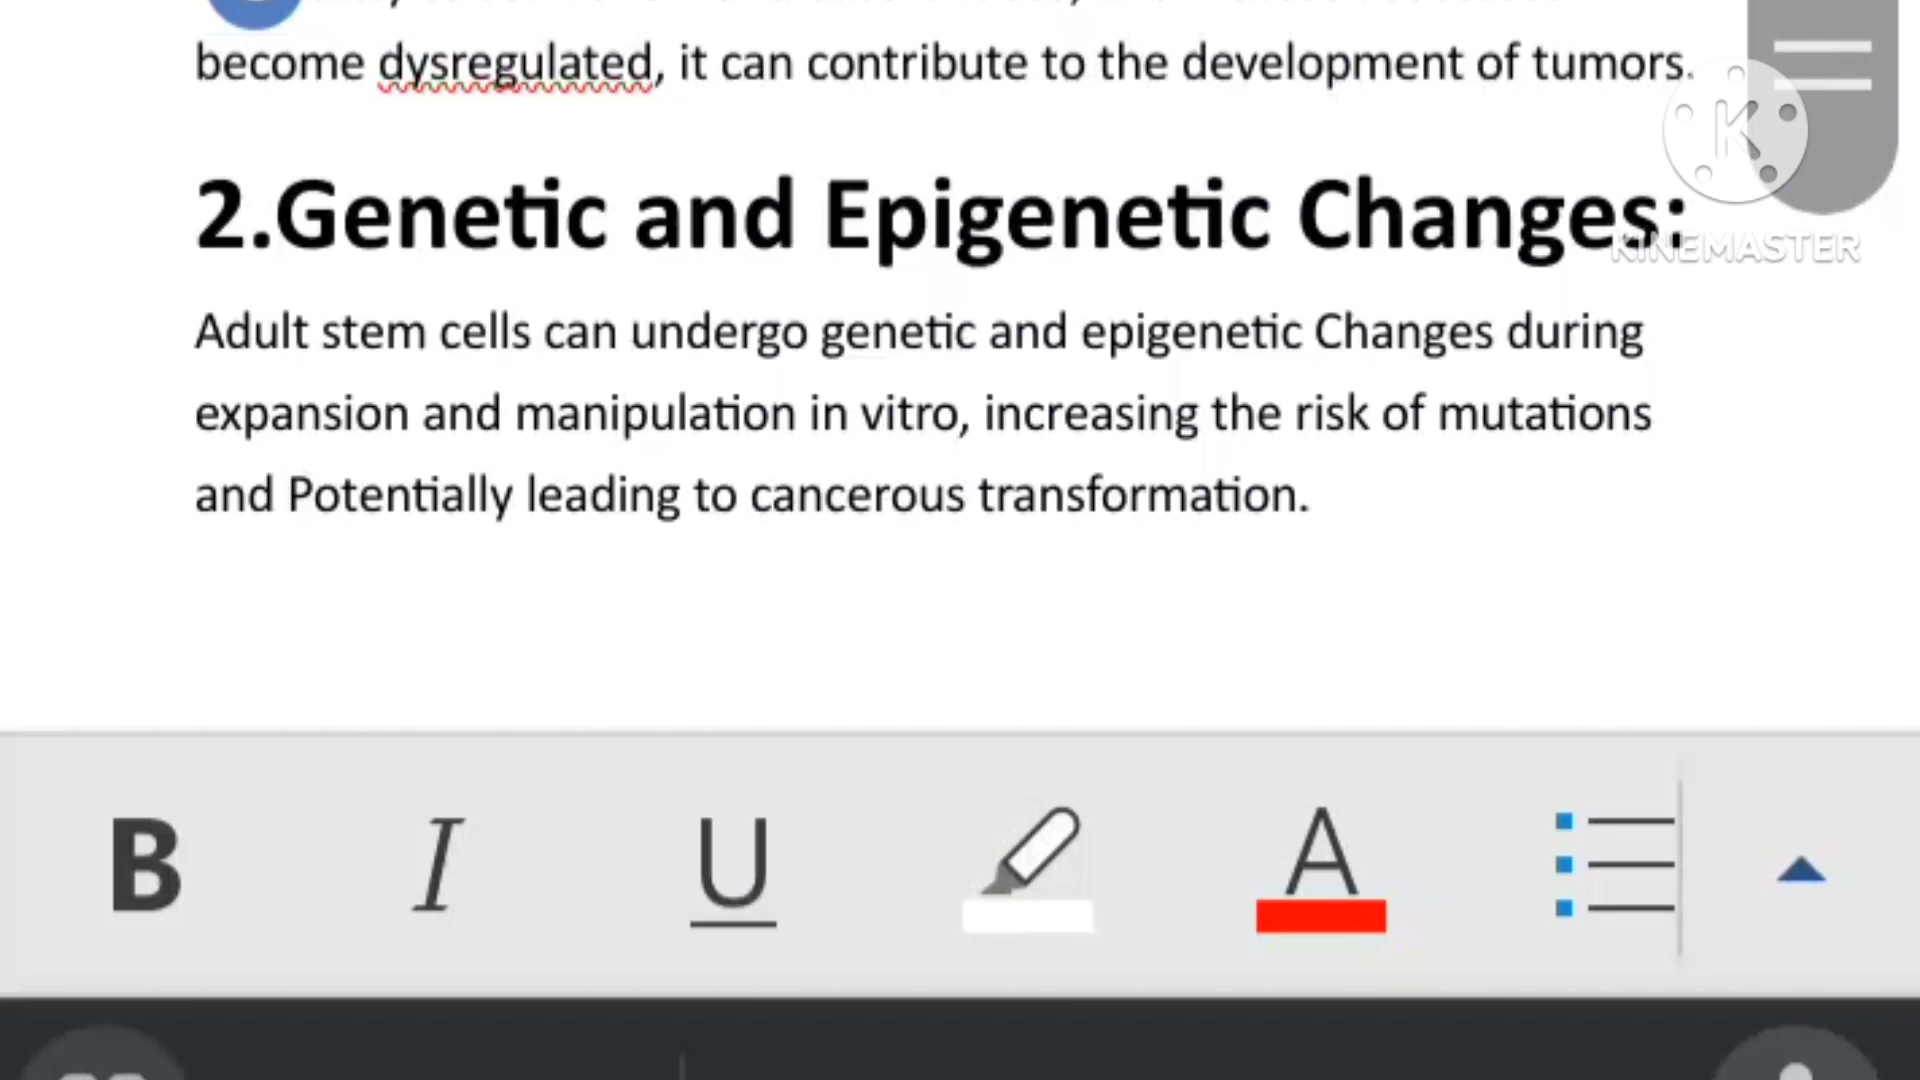 become dysregulated, it can contribute to the development of tumors.
2.Genetic and Epigenetic Changes:
KINEMASTER
Adult stem cells can undergo genetic and epigenetic Changes during
expansion and manipulation in vitro, increasing the risk of mutations
and Potentially leading to cancerous transformation.
B I U A